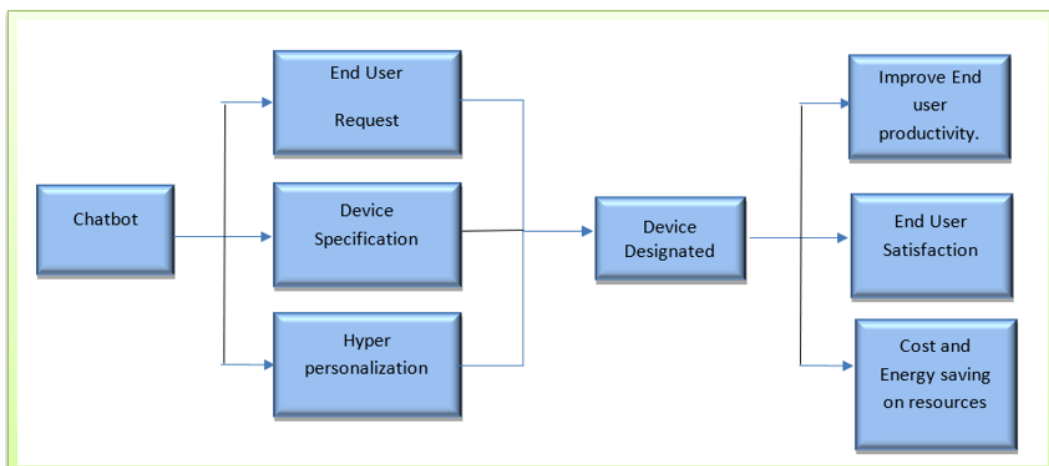 Chatbot
End User
Request
Device
Specification
Hyper
personalization
Device
Designated
Improve End
user
productivity.
End User
Satisfaction
Cost and
Energy saving
on resources